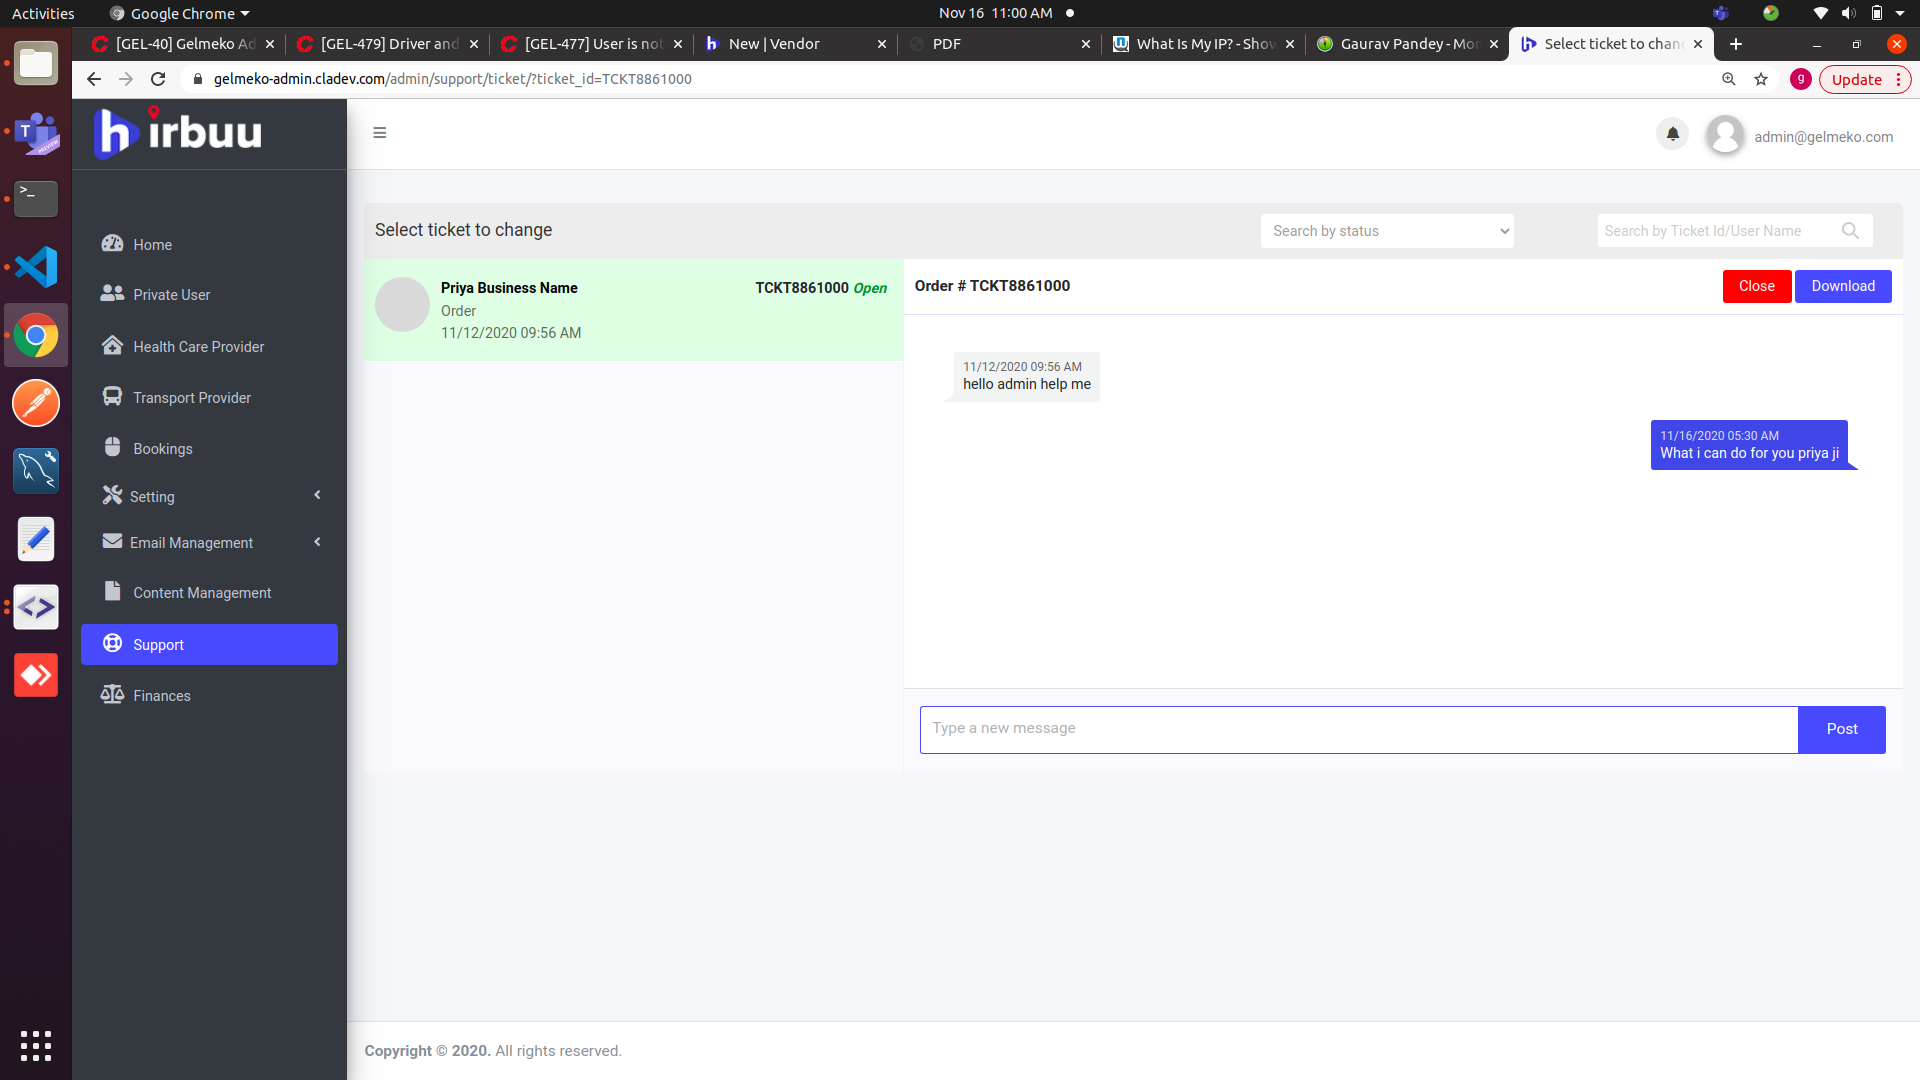 Activities
Google Chrome
Nov 16 11:00 AM
[GEL-40] Gelmeko Ad
[GEL-479] Driver and
[GEL-477] User is not
New | Vendor
PDF
What Is My IP? - Show
Gaurav Pandey - Mor
Select ticket to chang
gelmeko-admin.cladev.com/admin/support/ticket/?ticket_id=TCKT8861000
g
Update
hirbuu
admin@gelmeko.com
Home
Private User
Health Care Provider
Transport Provider
Bookings
Setting
Email Management
Content Management
Support
Finances
Select ticket to change
Search by status
Search by Ticket Id/User Name
Priya Business Name
TCKT8861000 Open
Order
11/12/2020 09:56 AM
Order # TCKT8861000
Close
Download
11/12/2020 09:56 AM
hello admin help me
11/16/2020 05:30 AM
What i can do for you priya ji
Type a new message
Post
Copyright © 2020. All rights reserved.